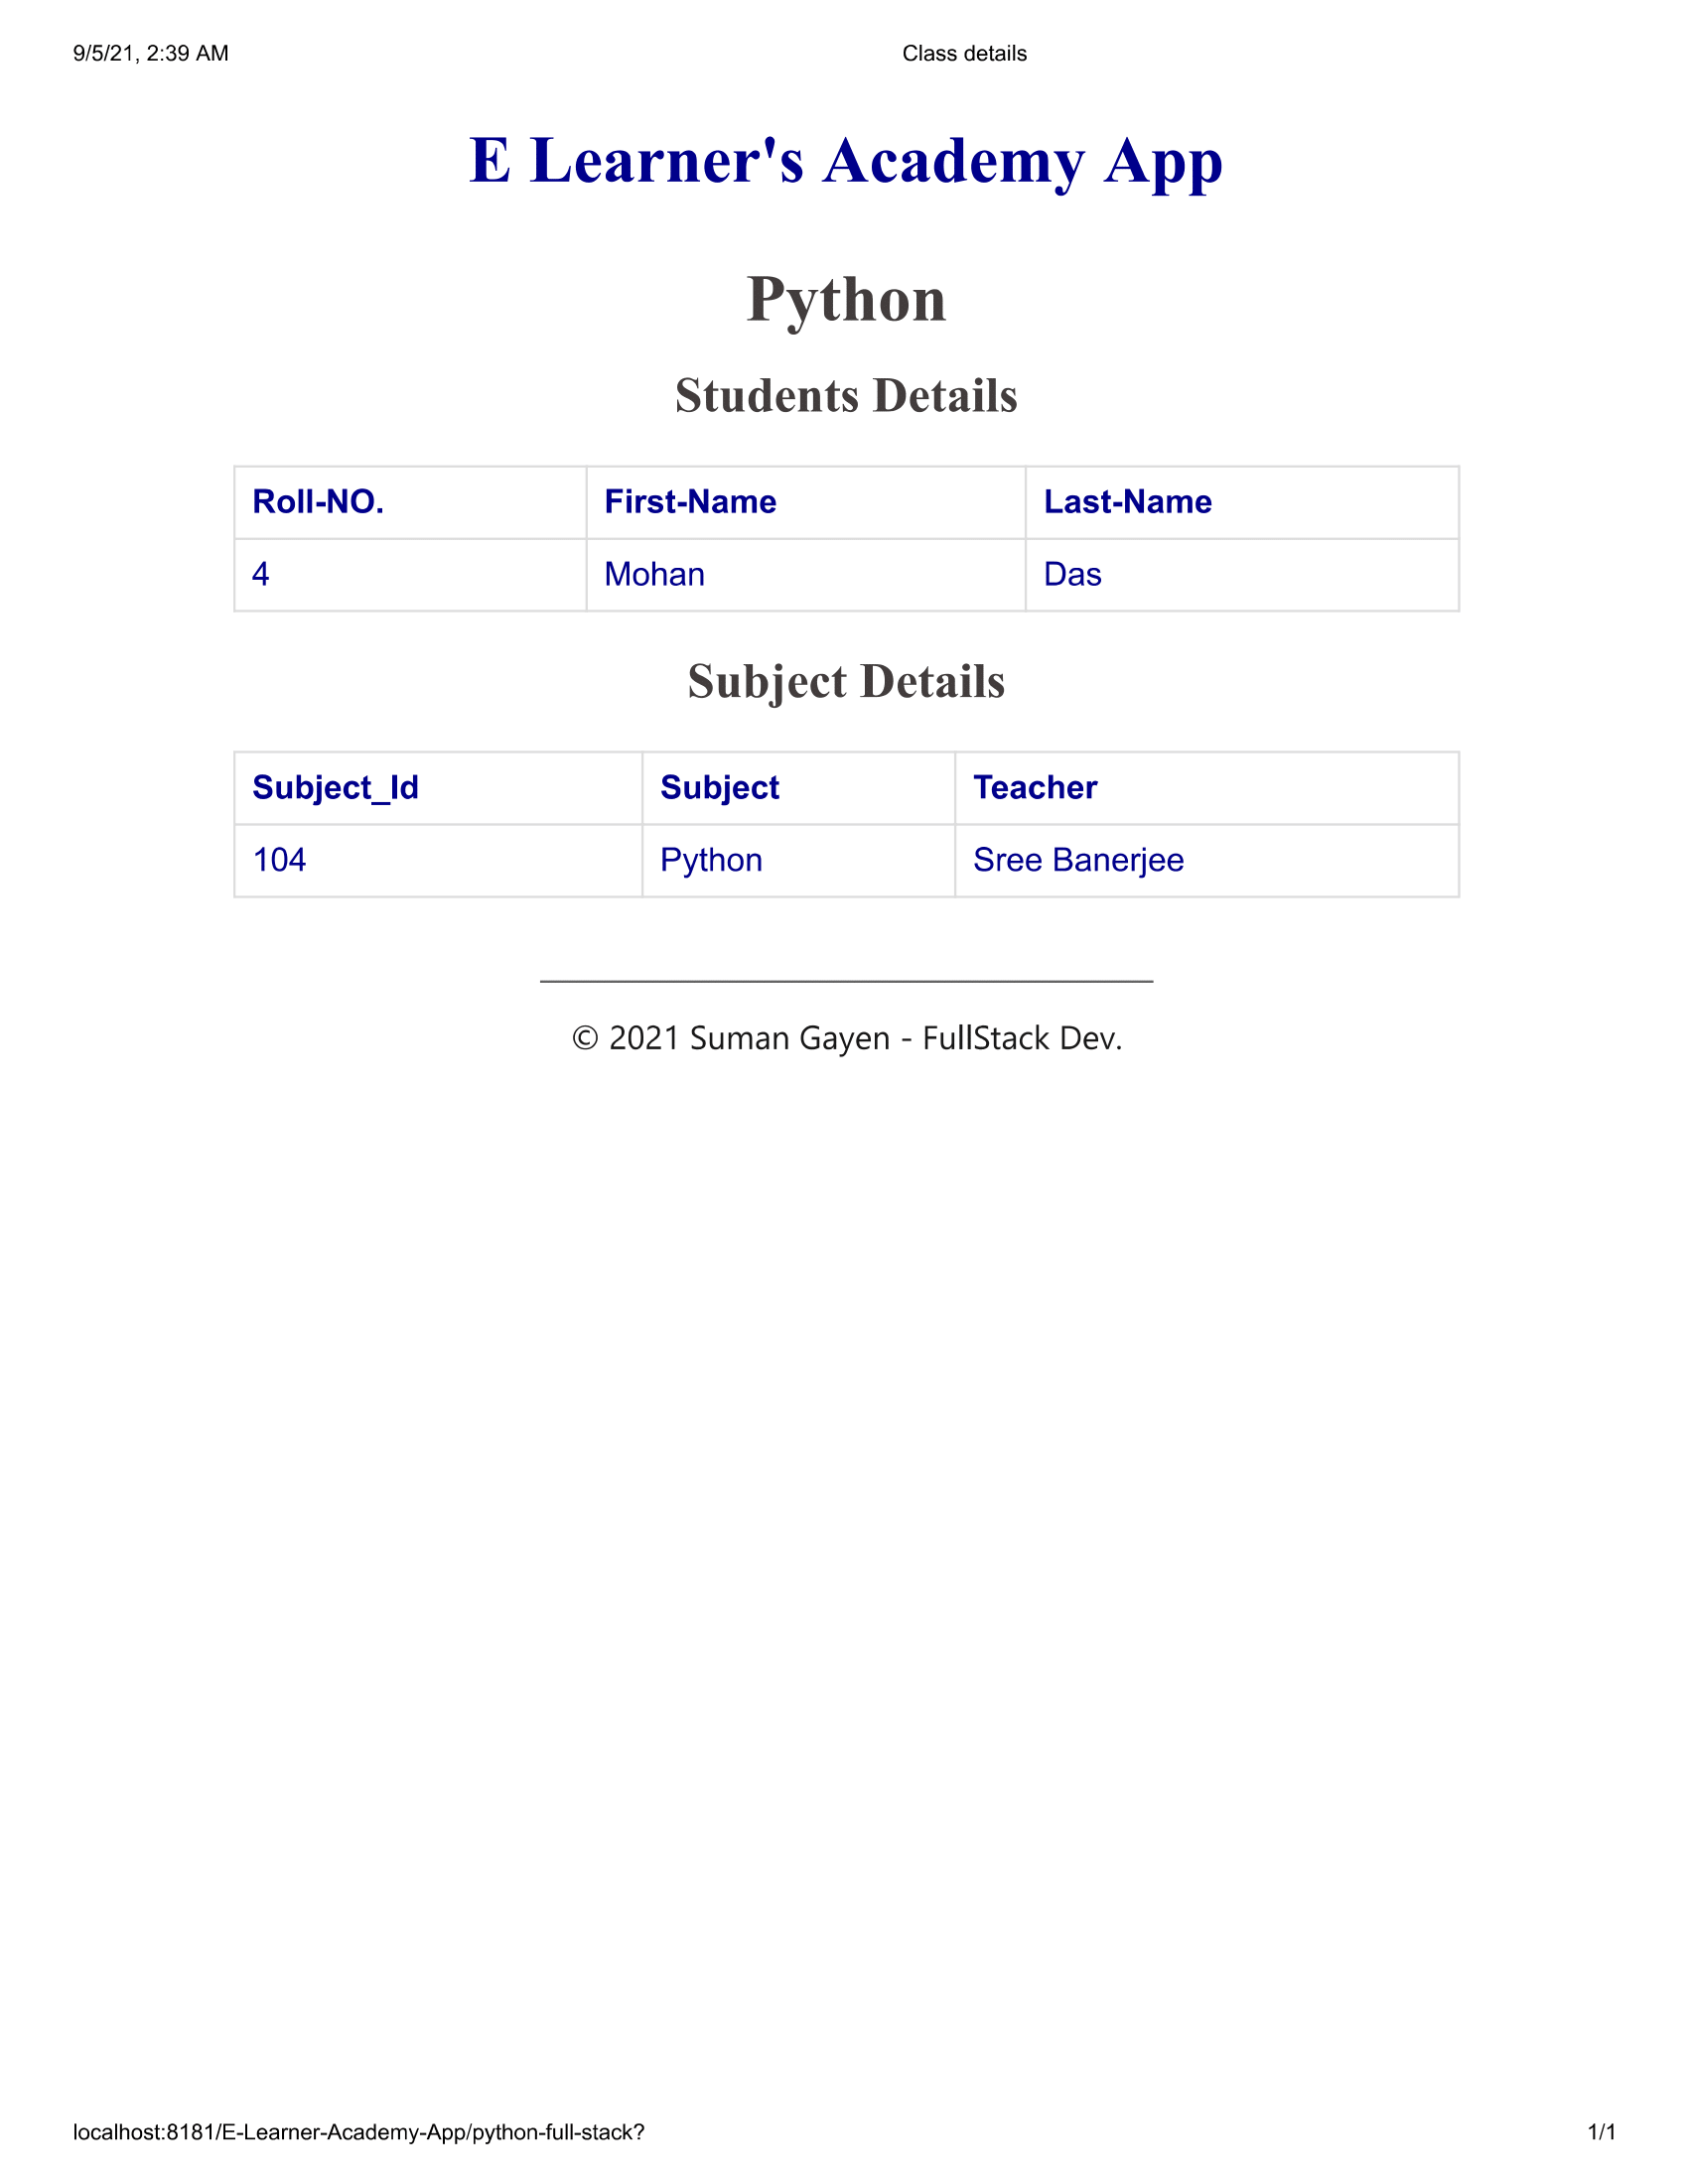 9/5/21, 2:39 AM Class details
E Learner's Academy App
Python
Students Details
Roll-NO. First-Name Last-Name
4 Mohan Das
Subject Details
Subject_Id Subject Teacher
104 Python Sree Banerjee
© 2021 Suman Gayen - FullStack Dev.
localhost:8181/E-Learner-Academy-App/python-full-stack? 1/1